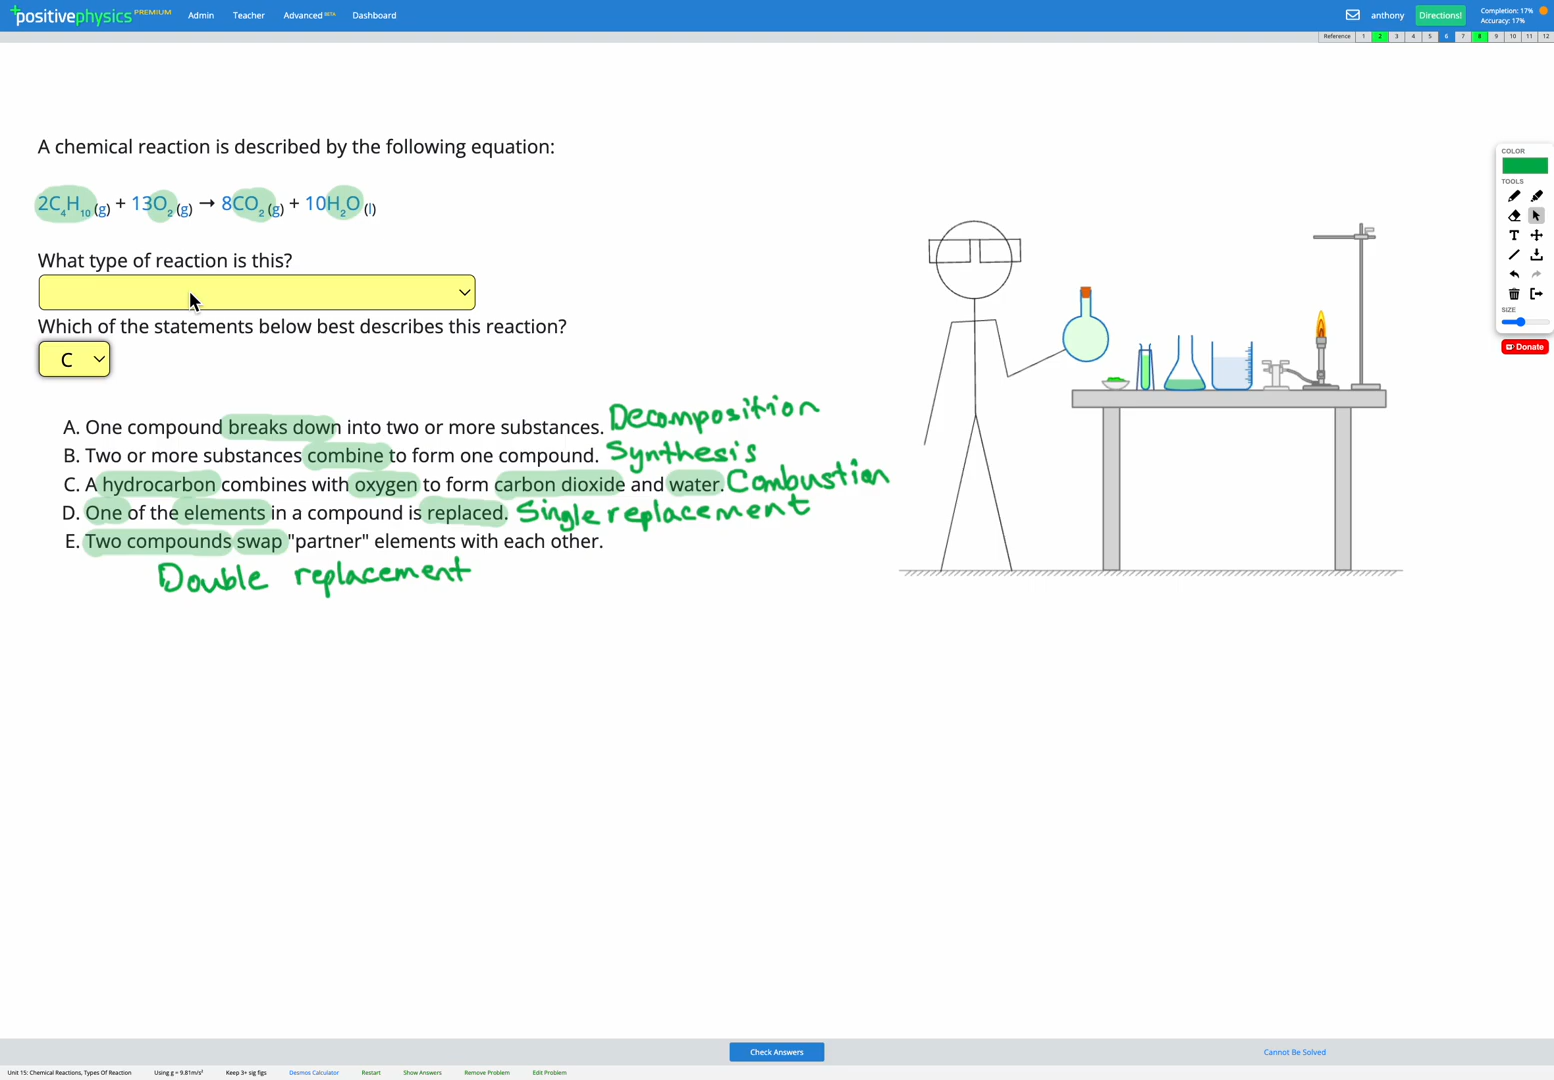 +positivephysics PREMIUM Admin Teacher Advanced BETA Dashboard anthony Directions! Completion: 17% Accuracy: 17%
Reference 1 2 3 4 5 6 7 8 9 10 11 12
A chemical reaction is described by the following equation:
2C₄H₁₀ (g) + 13O₂ (g) → 8CO₂ (g) + 10H₂O (l)
What type of reaction is this?
Which of the statements below best describes this reaction?
C
A. One compound breaks down into two or more substances. Decomposition
B. Two or more substances combine to form one compound. Synthesis
C. A hydrocarbon combines with oxygen to form carbon dioxide and water. Combustion
D. One of the elements in a compound is replaced. Single replacement
E. Two compounds swap "partner" elements with each other.
Double replacement
COLOR
TOOLS
T
SIZE
Donate
Check Answers Cannot Be Solved
Unit 15: Chemical Reactions, Types Of Reaction Using g = 9.81m/s² Keep 3+ sig figs Desmos Calculator Restart Show Answers Remove Problem Edit Problem